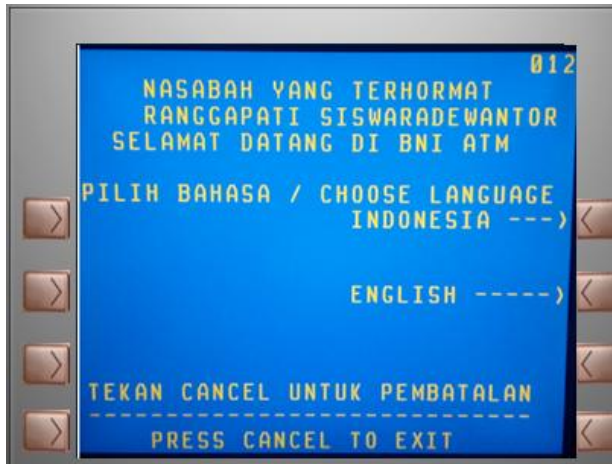 012
NASABAH YANG TERHORMAT
RANGGAPATI SISWARADEWANTOR
SELAMAT DATANG DI BNI ATM
PILIH BAHASA / CHOOSE LANGUAGE
INDONESIA --->
ENGLISH ----->
TEKAN CANCEL UNTUK PEMBATALAN
------------------------------
PRESS CANCEL TO EXIT